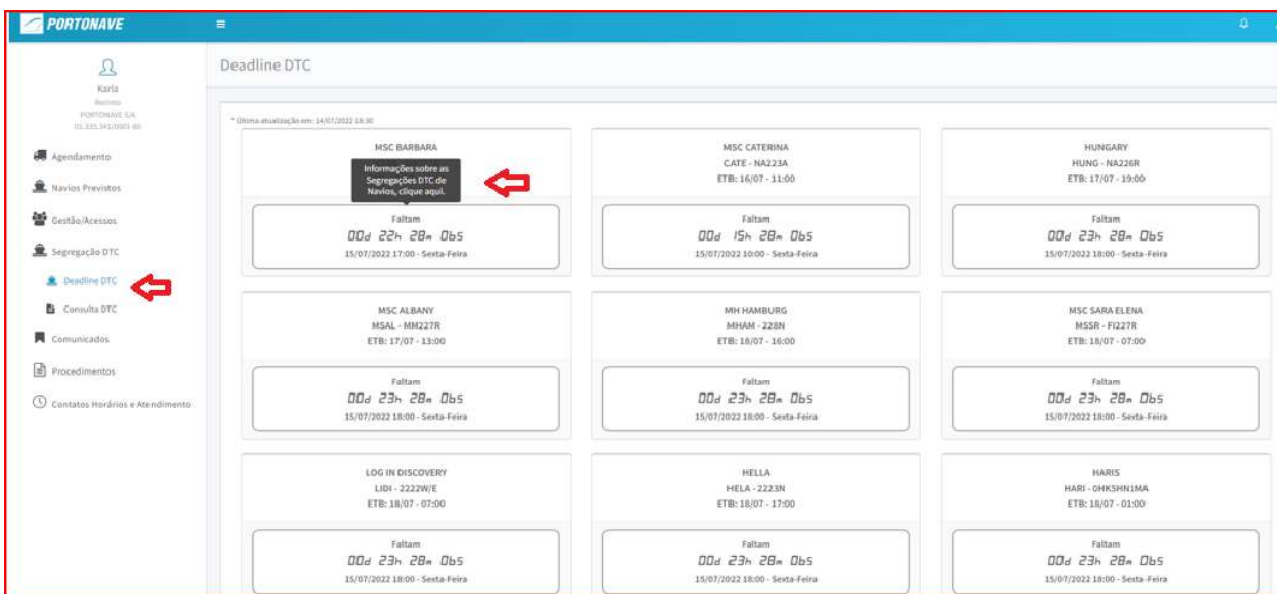 PORTONAVE
Karla
PORTONAVE S/A
Agendamento
Navios Previstos
Gestão/Acessos
Segregação DTC
Deadline DTC
Consulta DTC
Comunicados
Procedimentos
Contatos Horários e Atendimento
Deadline DTC
* Última atualização em: 14/07/2022 18:30
MSC BARBARA
Informações sobre as
Segregações DTC de
Navios, clique aqui.
Faltam
00d 22h 28m 06s
15/07/2022 17:00 - Sexta-Feira
MSC CATERINA
CATE - NA223A
ETB: 16/07 - 11:00
Faltam
00d 15h 28m 06s
15/07/2022 10:00 - Sexta-Feira
HUNGARY
HUNG - NA226R
ETB: 17/07 - 19:00
Faltam
00d 23h 28m 06s
15/07/2022 18:00 - Sexta-Feira
MSC ALBANY
MSAL - MM227R
ETB: 17/07 - 13:00
Faltam
00d 23h 28m 06s
15/07/2022 18:00 - Sexta-Feira
MH HAMBURG
MHAM - 228N
ETB: 18/07 - 16:00
Faltam
00d 23h 28m 06s
15/07/2022 18:00 - Sexta-Feira
MSC SARA ELENA
MSSR - FI227R
ETB: 18/07 - 07:00
Faltam
00d 23h 28m 06s
15/07/2022 18:00 - Sexta-Feira
LOG IN DISCOVERY
LIDI - 2222W/E
ETB: 18/07 - 07:00
Faltam
00d 23h 28m 06s
15/07/2022 18:00 - Sexta-Feira
HELLA
HELA - 2223N
ETB: 18/07 - 17:00
Faltam
00d 23h 28m 06s
15/07/2022 18:00 - Sexta-Feira
HARIS
HARI - 0HKSHN1MA
ETB: 18/07 - 01:00
Faltam
00d 23h 28m 06s
15/07/2022 18:00 - Sexta-Feira